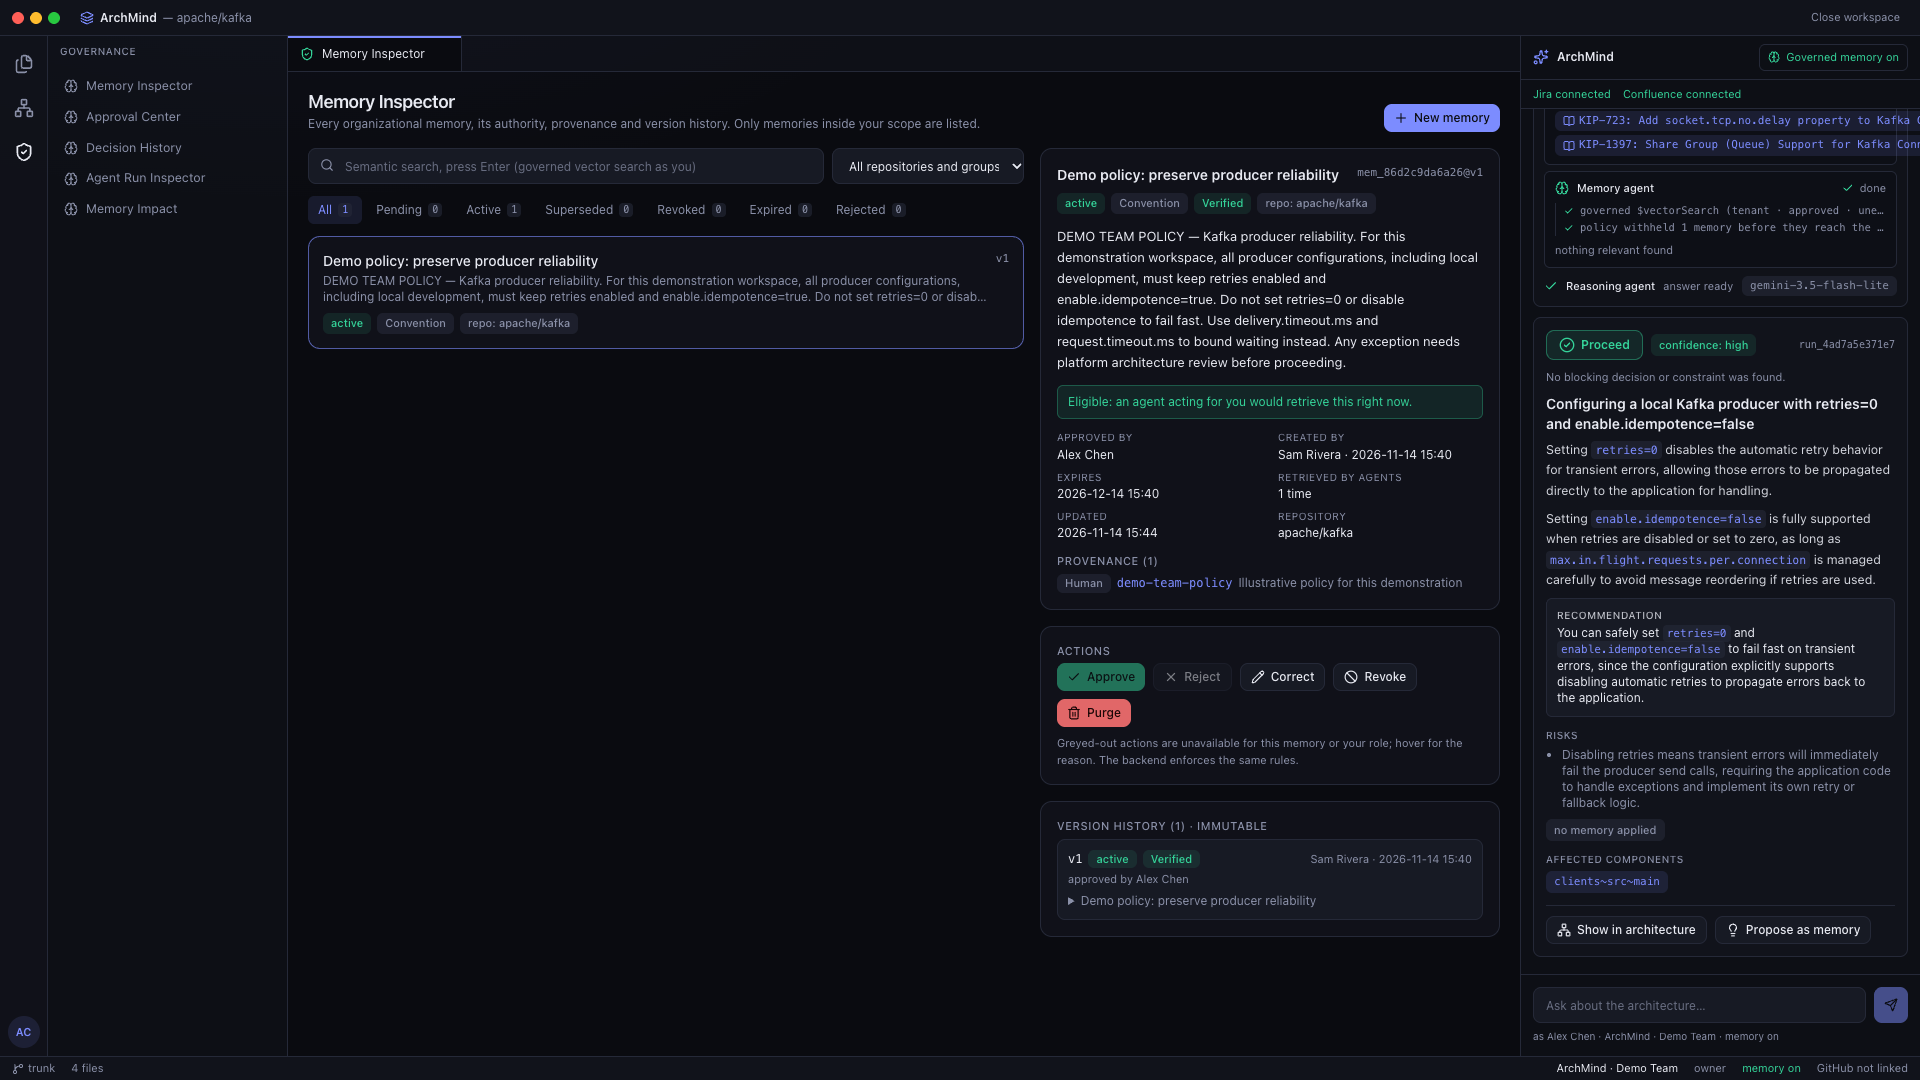 ArchMind — apache/kafka
Close workspace
GOVERNANCE
Memory Inspector
Approval Center
Decision History
Agent Run Inspector
Memory Impact
AC
Memory Inspector
Memory Inspector
Every organizational memory, its authority, provenance and version history. Only memories inside your scope are listed.
New memory
Semantic search, press Enter (governed vector search as you)
All repositories and groups
All 1
Pending 0
Active 1
Superseded 0
Revoked 0
Expired 0
Rejected 0
Demo policy: preserve producer reliability
v1
DEMO TEAM POLICY — Kafka producer reliability. For this demonstration workspace, all producer configurations,
including local development, must keep retries enabled and enable.idempotence=true. Do not set retries=0 or disab…
active
Convention
repo: apache/kafka
Demo policy: preserve producer reliability
mem_86d2c9da6a26@v1
active
Convention
Verified
repo: apache/kafka
DEMO TEAM POLICY — Kafka producer reliability. For this
demonstration workspace, all producer configurations, including local
development, must keep retries enabled and
enable.idempotence=true. Do not set retries=0 or disable
idempotence to fail fast. Use delivery.timeout.ms and
request.timeout.ms to bound waiting instead. Any exception needs
platform architecture review before proceeding.
Eligible: an agent acting for you would retrieve this right now.
APPROVED BY
Alex Chen
CREATED BY
Sam Rivera · 2026-11-14 15:40
EXPIRES
2026-12-14 15:40
RETRIEVED BY AGENTS
1 time
UPDATED
2026-11-14 15:44
REPOSITORY
apache/kafka
PROVENANCE (1)
Human demo-team-policy Illustrative policy for this demonstration
ACTIONS
Approve
Reject
Correct
Revoke
Purge
Greyed-out actions are unavailable for this memory or your role; hover for the
reason. The backend enforces the same rules.
VERSION HISTORY (1) · IMMUTABLE
v1 active Verified
Sam Rivera · 2026-11-14 15:40
approved by Alex Chen
Demo policy: preserve producer reliability
ArchMind
Governed memory on
Jira connected
Confluence connected
KIP-723: Add socket.tcp.no.delay property to Kafka
KIP-1397: Share Group (Queue) Support for Kafka
Memory agent
done
governed $vectorSearch (tenant · approved · une…
policy withheld 1 memory before they reach the …
nothing relevant found
Reasoning agent answer ready gemini-3.5-flash-lite
Proceed
confidence: high
run_4ad7a5e371e7
No blocking decision or constraint was found.
Configuring a local Kafka producer with retries=0
and enable.idempotence=false
Setting retries=0 disables the automatic retry behavior
for transient errors, allowing those errors to be propagated
directly to the application for handling.
Setting enable.idempotence=false is fully supported
when retries are disabled or set to zero, as long as
max.in.flight.requests.per.connection is managed
carefully to avoid message reordering if retries are used.
RECOMMENDATION
You can safely set retries=0 and
enable.idempotence=false to fail fast on transient
errors, since the configuration explicitly supports
disabling automatic retries to propagate errors back to
the application.
RISKS
Disabling retries means transient errors will immediately
fail the producer send calls, requiring the application code
to handle exceptions and implement its own retry or
fallback logic.
no memory applied
AFFECTED COMPONENTS
clients~src~main
Show in architecture
Propose as memory
Ask about the architecture…
as Alex Chen · ArchMind · Demo Team · memory on
trunk
4 files
ArchMind · Demo Team
owner
memory on
GitHub not linked